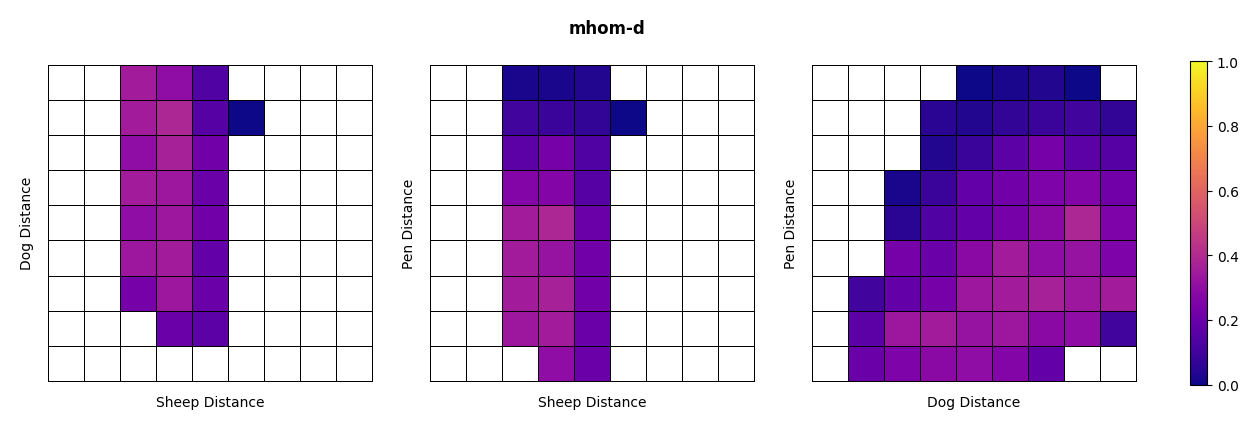 mhom-d
Dog Distance
Sheep Distance
Pen Distance
Sheep Distance
Pen Distance
Dog Distance
1.0
0.8
0.6
0.4
0.2
0.0